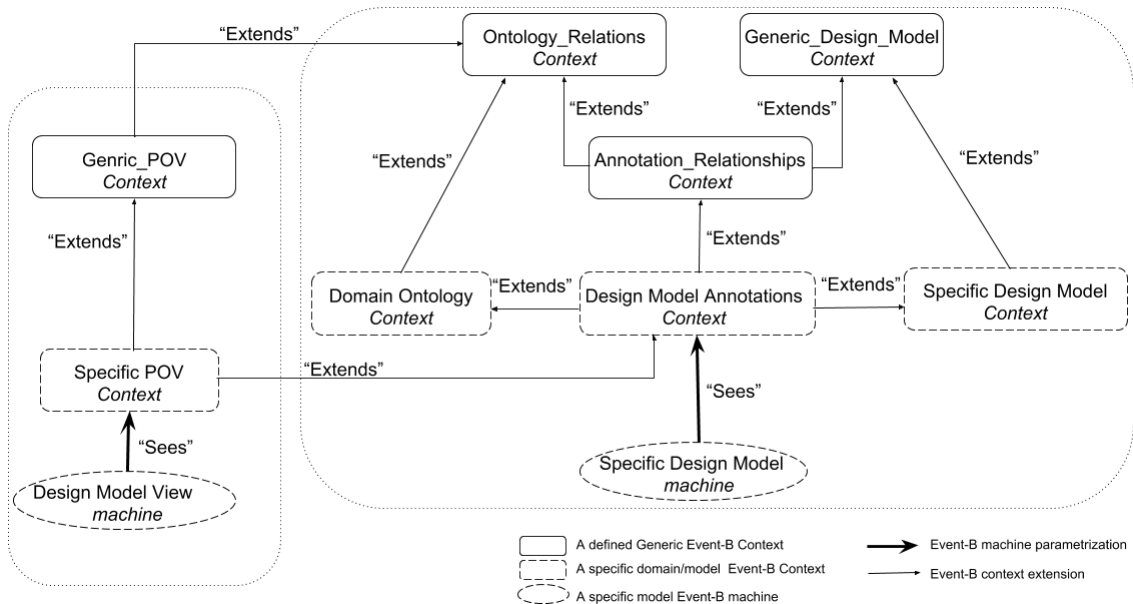 “Extends”
Ontology_Relations
Context
Generic_Design_Model
Context
“Extends”
“Extends”
Genric_POV
Context
“Extends”
Annotation_Relationships
Context
“Extends”
“Extends”
“Extends”
Domain Ontology
Context
“Extends”
Design Model Annotations
Context
“Extends”
Specific Design Model
Context
Specific POV
Context
“Extends”
“Sees”
“Sees”
Design Model View
machine
Specific Design Model
machine
A defined Generic Event-B Context
Event-B machine parametrization
A specific domain/model Event-B Context
Event-B context extension
A specific model Event-B machine